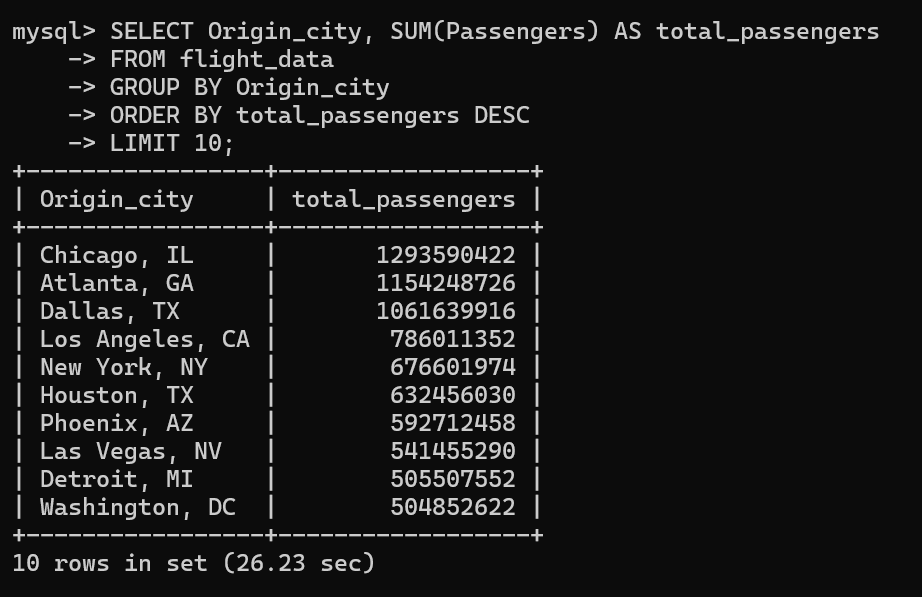 mysql> SELECT Origin_city, SUM(Passengers) AS total_passengers
    -> FROM flight_data
    -> GROUP BY Origin_city
    -> ORDER BY total_passengers DESC
    -> LIMIT 10;
+-----------------+------------------+
| Origin_city     | total_passengers |
+-----------------+------------------+
| Chicago, IL     |       1293590422 |
| Atlanta, GA     |       1154248726 |
| Dallas, TX      |       1061639916 |
| Los Angeles, CA |        786011352 |
| New York, NY    |        676601974 |
| Houston, TX     |        632456030 |
| Phoenix, AZ     |        592712458 |
| Las Vegas, NV   |        541455290 |
| Detroit, MI     |        505507552 |
| Washington, DC  |        504852622 |
+-----------------+------------------+
10 rows in set (26.23 sec)